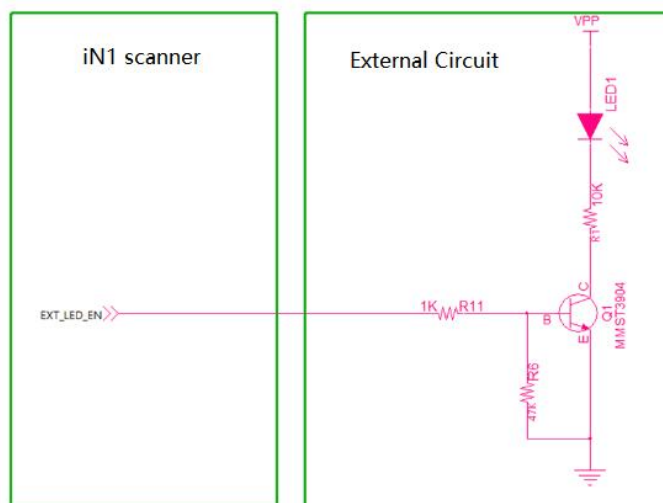 iN1 scanner
External Circuit
VPP
LED1
10K
R1
EXT_LED_EN
1K
R11
B
C
E
Q1
MMST3904
R6
47K